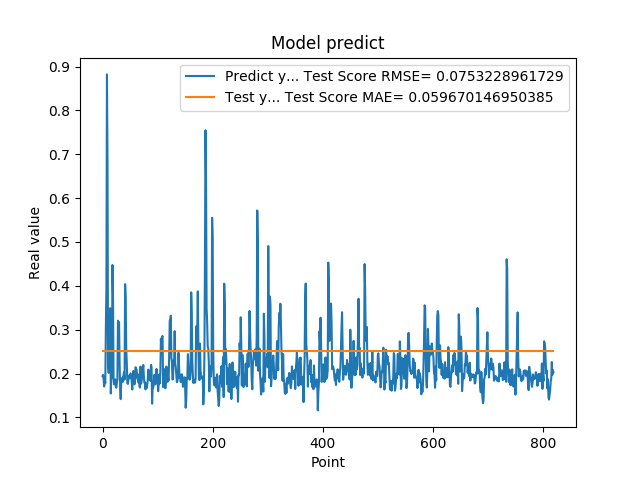 Model predict
Predict y... Test Score RMSE= 0.0753228961729
Test y... Test Score MAE= 0.059670146950385
Real value
0.9
0.8
0.7
0.6
0.5
0.4
0.3
0.2
0.1
0 200 400 600 800
Point